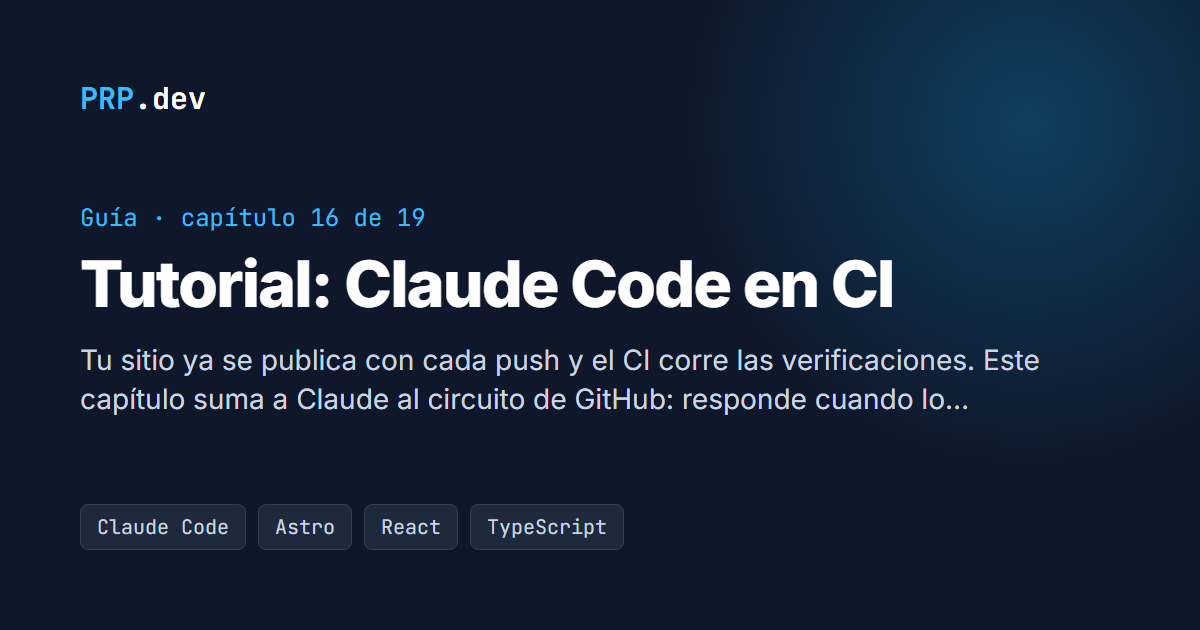 PRP.dev
Guía · capítulo 16 de 19
Tutorial: Claude Code en CI
Tu sitio ya se publica con cada push y el CI corre las verificaciones. Este
capítulo suma a Claude al circuito de GitHub: responde cuando lo...
Claude Code
Astro
React
TypeScript